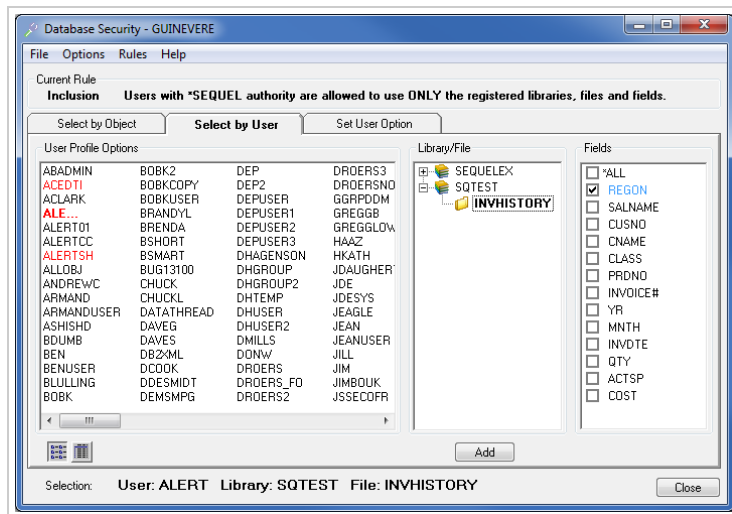 Database Security - GUINEVERE
File Options Rules Help
Current Rule
Inclusion Users with *SEQUEL authority are allowed to use ONLY the registered libraries, files and fields.
Select by Object Select by User Set User Option
User Profile Options Library/File Fields
ABADMIN BOBK2 DEP DROERS3
ACEDTI BOBKCOPY DEP2 DROERSNO
ACLARK BOBKUSER DEPUSER GGRPDDM
ALE... BRANDYL DEPUSER1 GREGGB
ALERT01 BRENDA DEPUSER2 GREGGLOW
ALERTCC BSHORT DEPUSER3 HAAZ
ALERTSH BSMART DHAGENSON HKATH
ALLOBJ BUG13100 DHGROUP JDAUGHER
ANDREWC CHUCK DHGROUP2 JDE
ARMAND CHUCKL DHTEMP JDESYS
ARMANDUSER DATATHREAD DHUSER JEAGLE
ASHISHD DAVEG DHUSER2 JEAN
BDUMB DAVES DMILLS JEANUSER
BEN DB2XML DONW JILL
BENUSER DCOOK DROERS JIM
BLULLING DDESMIDT DROERS_FO JIMBOUK
BOBK DEMSMPG DROERS2 JSSECOFR
SEQUELEX
SQTEST
INVHISTORY
*ALL
REGON
SALNAME
CUSNO
CNAME
CLASS
PRDNO
INVOICE#
YR
MNTH
INVDTE
QTY
ACTSP
COST
Add
Selection: User: ALERT Library: SQTEST File: INVHISTORY
Close